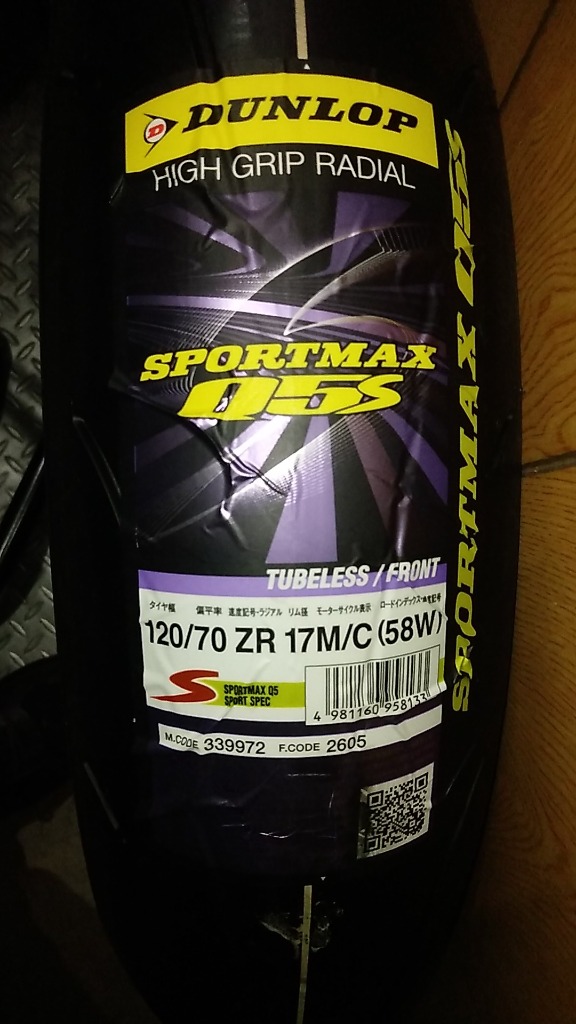 DUNLOP
HIGH GRIP RADIAL
SPORTMAX
Q5S
TUBELESS / FRONT
タイヤ幅 偏平率 速度記号・ラジアル リム径 モーターサイクル表示 ロードインデックス・速度記号
120/70 ZR 17M/C (58W)
S SPORTMAX Q5
SPORT SPEC
4 981160 958133
M.CODE 339972 F.CODE 2605
SPORTMAX Q5S